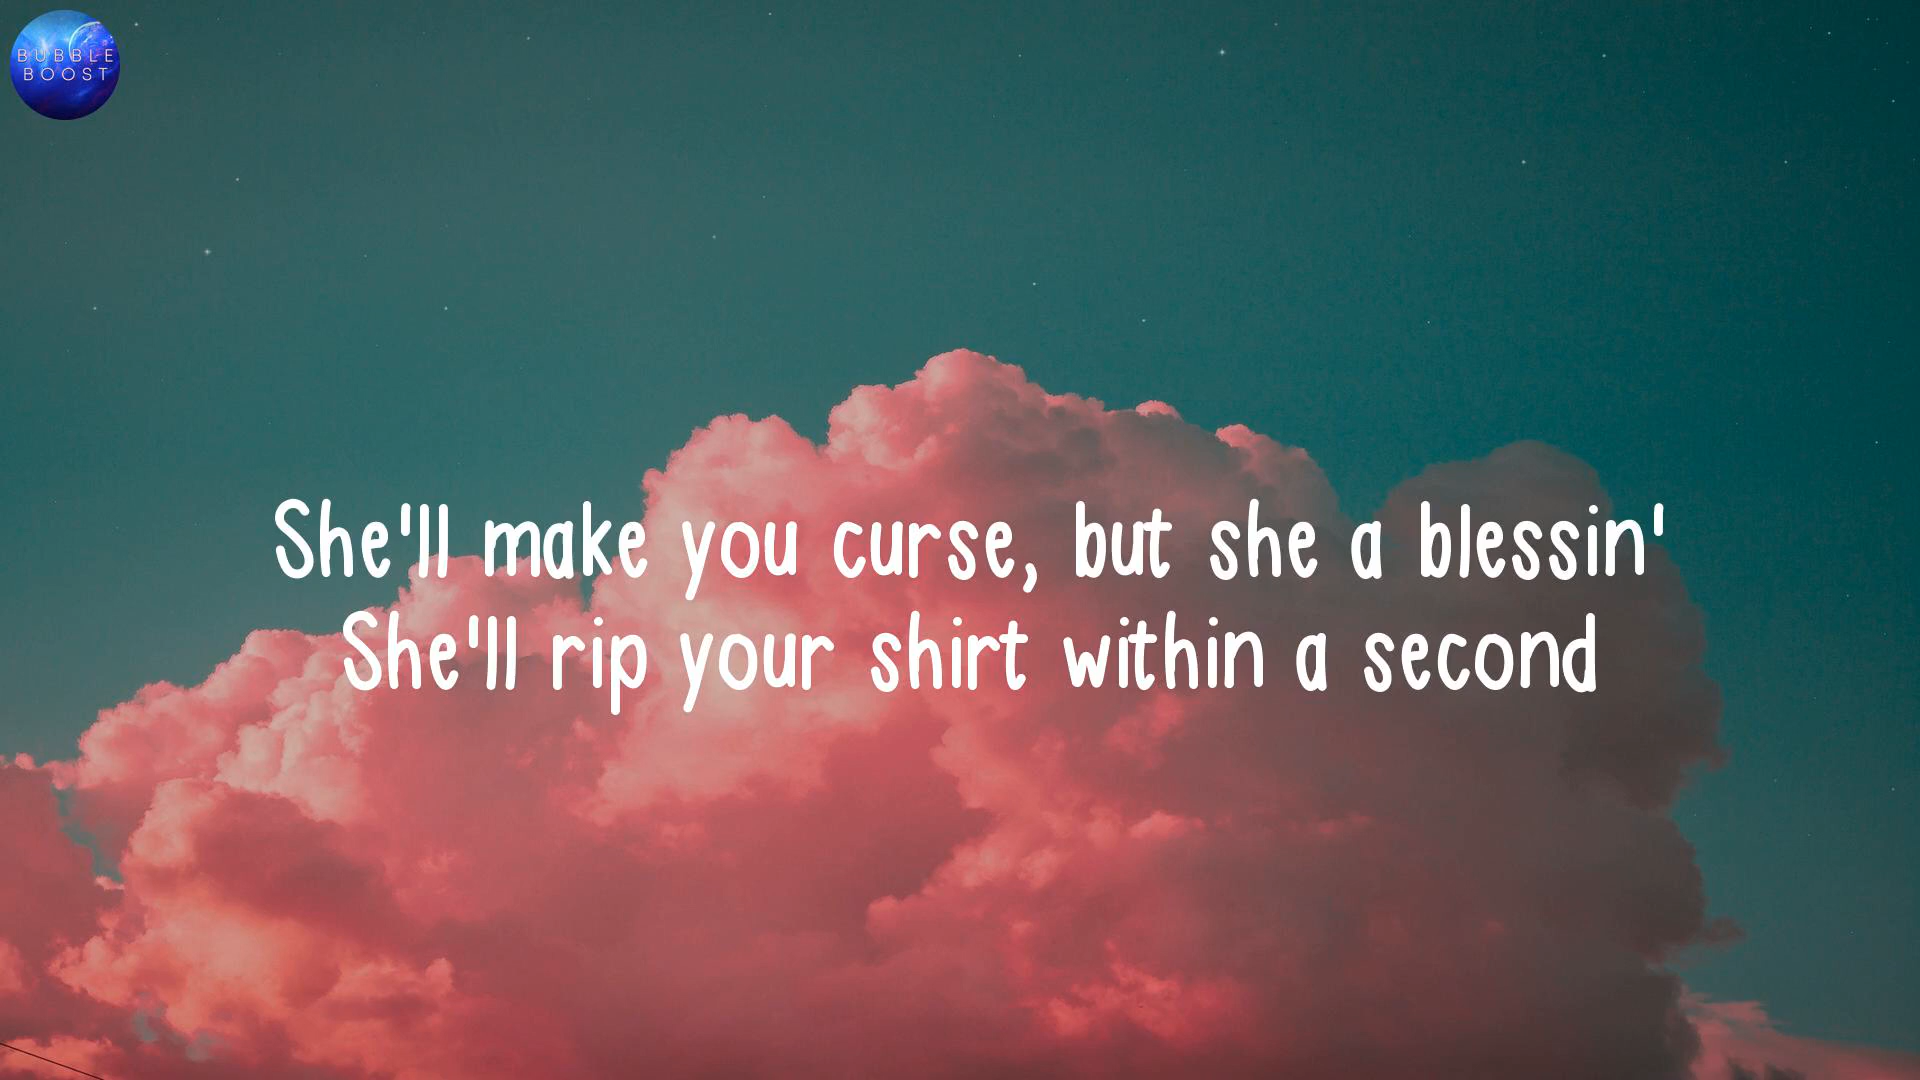 BUBBLE
BOOST
She'll make you curse, but she a blessin'
She'll rip your shirt within a second